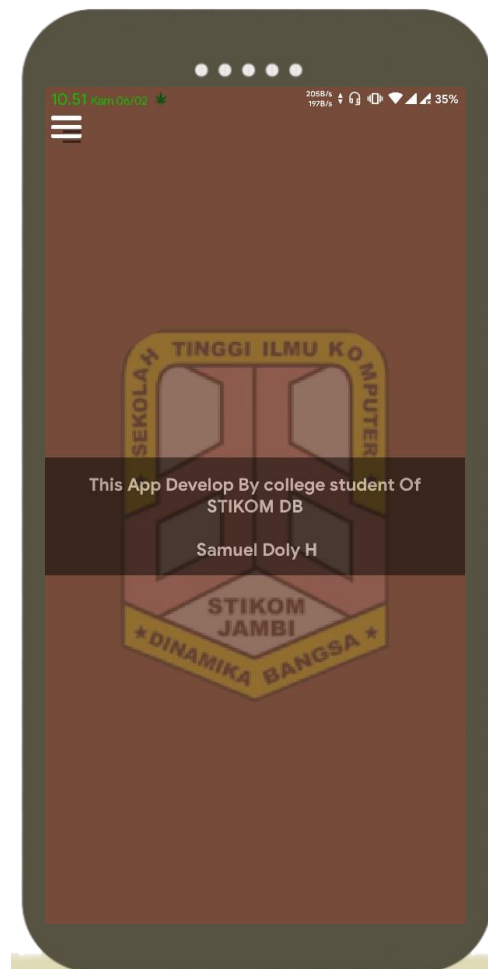 10.51 Kam 06/02
205B/s
197B/s
35%
SEKOLAH TINGGI ILMU KOMPUTER
This App Develop By college student Of
STIKOM DB
Samuel Doly H
STIKOM
JAMBI
DINAMIKA BANGSA